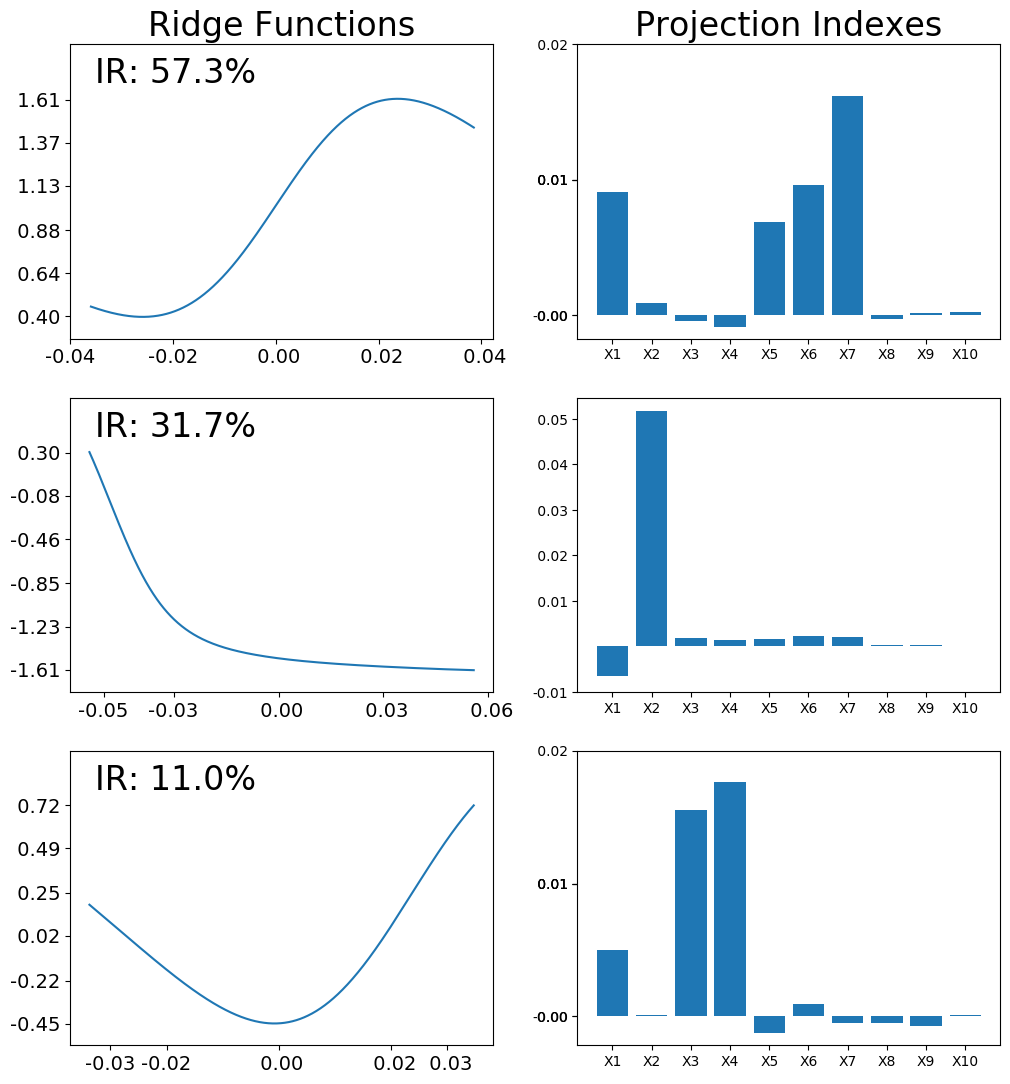 Ridge Functions
IR: 57.3%
1.61
1.37
1.13
0.88
0.64
0.40
-0.04 -0.02 0.00 0.02 0.04
Projection Indexes
0.02
0.01
-0.00
X1 X2 X3 X4 X5 X6 X7 X8 X9 X10
IR: 31.7%
0.30
-0.08
-0.46
-0.85
-1.23
-1.61
-0.05 -0.03 0.00 0.03 0.06
0.05
0.04
0.03
0.02
0.01
-0.01
X1 X2 X3 X4 X5 X6 X7 X8 X9 X10
IR: 11.0%
0.72
0.49
0.25
0.02
-0.22
-0.45
-0.03 -0.02 0.00 0.02 0.03
0.02
0.01
-0.00
X1 X2 X3 X4 X5 X6 X7 X8 X9 X10